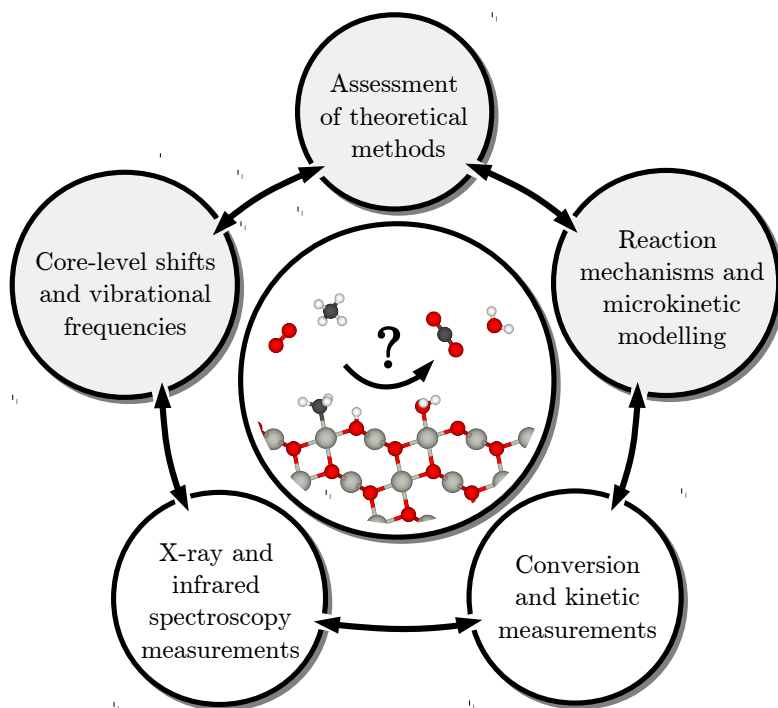 Assessment
of theoretical
methods
Core-level shifts
and vibrational
frequencies
Reaction
mechanisms and
microkinetic
modelling
?
X-ray and
infrared
spectroscopy
measurements
Conversion
and kinetic
measurements